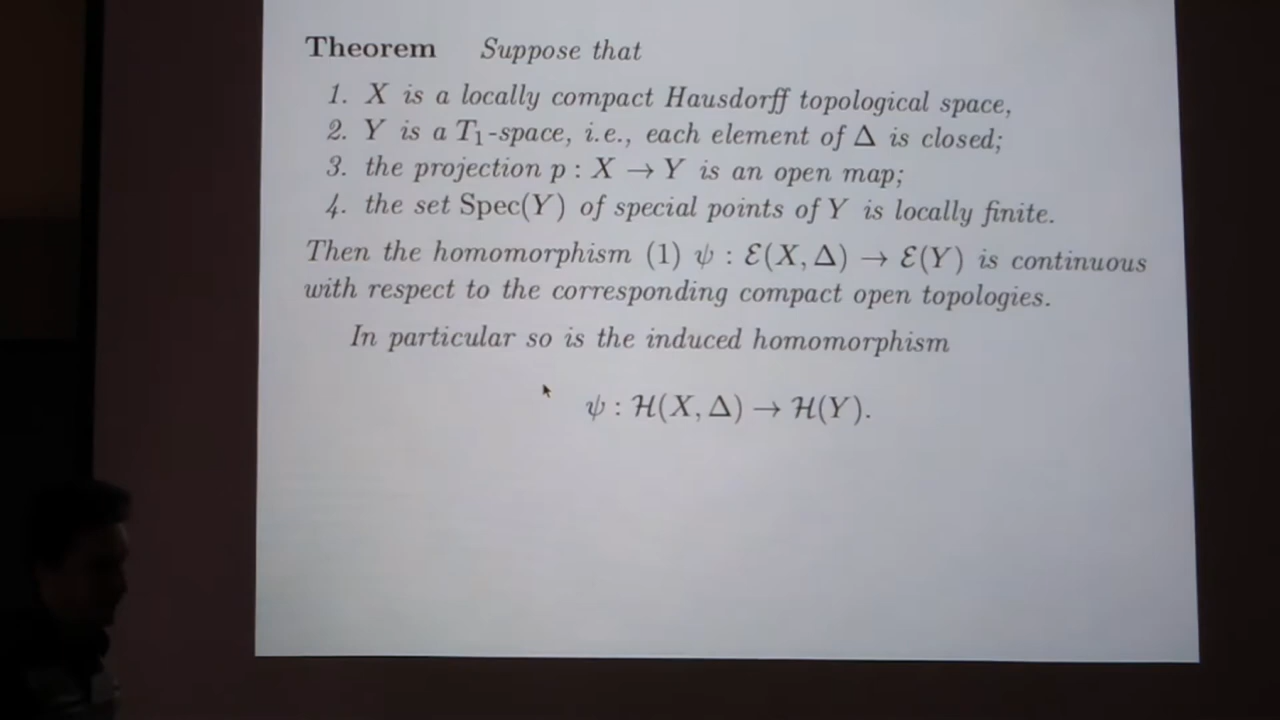 Theorem Suppose that
1. X is a locally compact Hausdorff topological space,
2. Y is a T₁-space, i.e., each element of Δ is closed;
3. the projection p : X → Y is an open map;
4. the set Spec(Y) of special points of Y is locally finite.
Then the homomorphism (1) ψ : ℰ(X, Δ) → ℰ(Y) is continuous
with respect to the corresponding compact open topologies.
In particular so is the induced homomorphism
ψ : ℋ(X, Δ) → ℋ(Y).